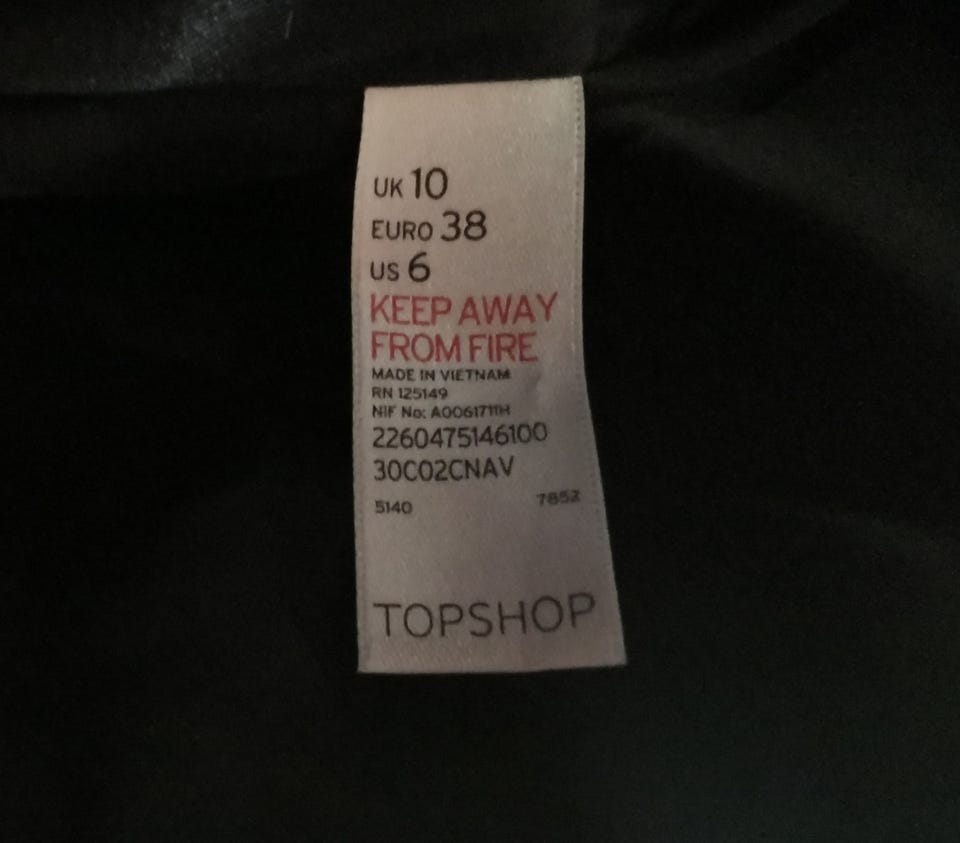 UK 10
EURO 38
US 6
KEEP AWAY
FROM FIRE
MADE IN VIETNAM
RN 125149
NIF No: A0061711H
2260475146100
30C02CNAV
5140 7852
TOPSHOP